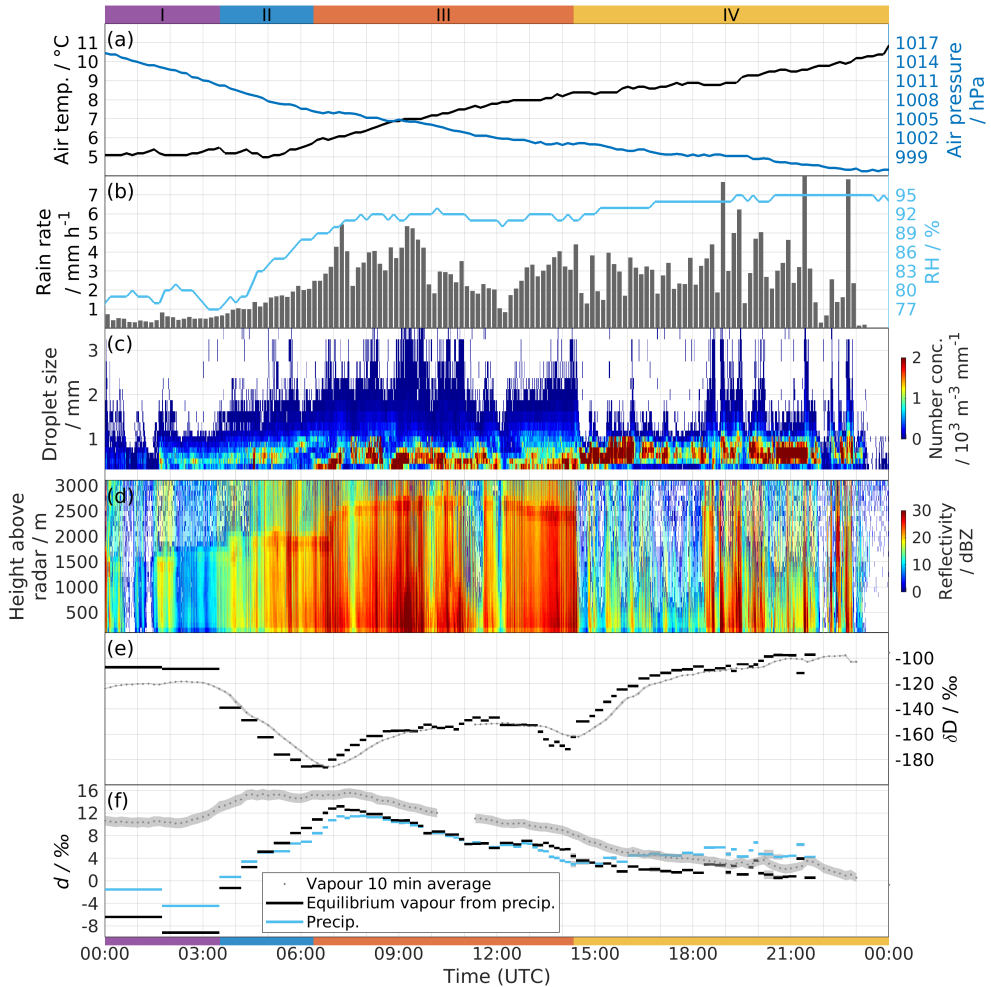 I II III IV
(a)
Air temp. / °C
11
10
9
8
7
6
5
1017
1014
1011
1008
1005
1002
999
Air pressure
/ hPa
(b)
Rain rate
/ mm h-1
7
6
5
4
3
2
1
95
92
89
86
83
80
77
RH / %
(c)
Droplet size
/ mm
3
2
1
2
1
0
Number conc.
/ 10³ m-3 mm-1
(d)
Height above
radar / m
3000
2500
2000
1500
1000
500
30
20
10
0
Reflectivity
/ dBZ
(e)
-100
-120
-140
-160
-180
δD / ‰
(f)
d / ‰
16
12
8
4
0
-4
-8
Vapour 10 min average
Equilibrium vapour from precip.
Precip.
00:00 03:00 06:00 09:00 12:00 15:00 18:00 21:00 00:00
Time (UTC)